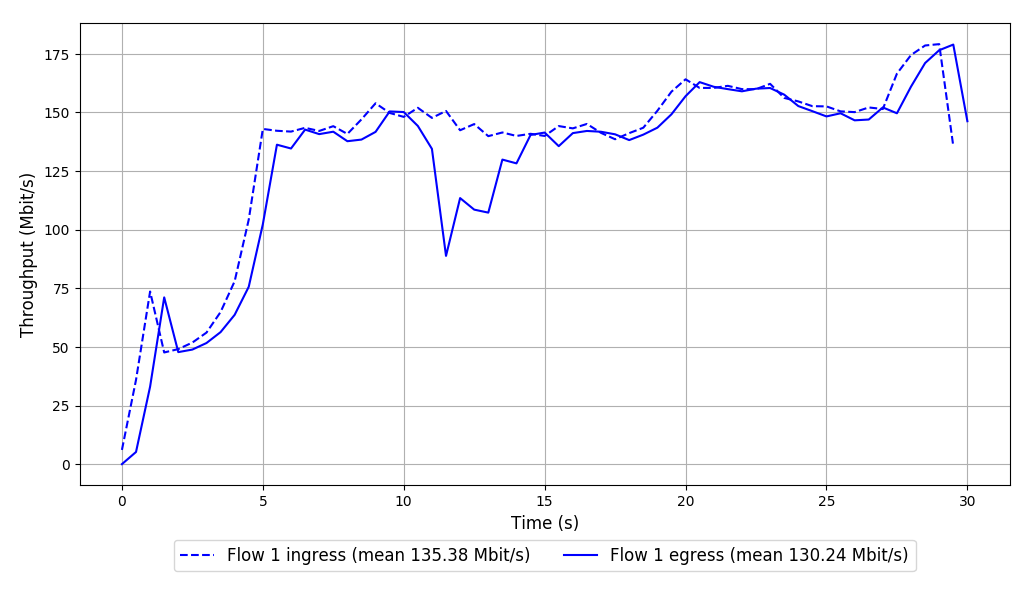 175
150
125
100
75
50
25
0
Throughput (Mbit/s)
0 5 10 15 20 25 30
Time (s)
Flow 1 ingress (mean 135.38 Mbit/s) Flow 1 egress (mean 130.24 Mbit/s)